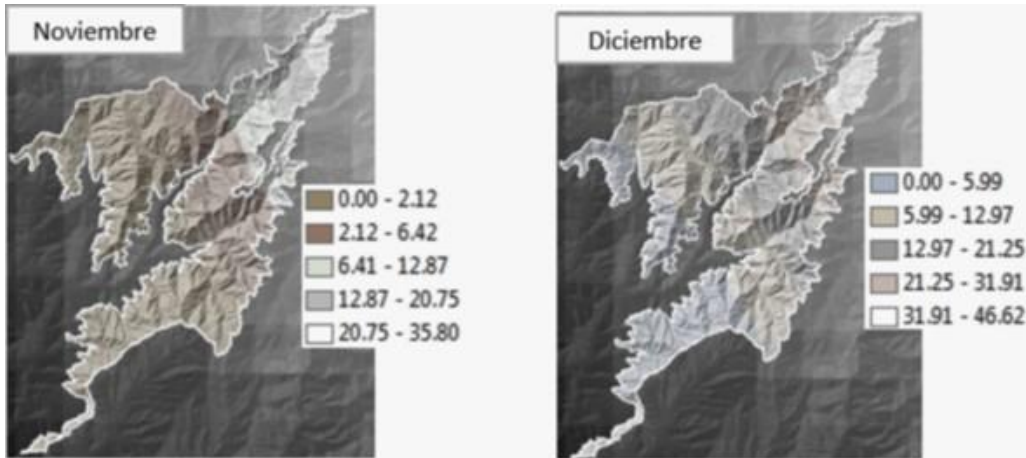 Noviembre
0.00 - 2.12
2.12 - 6.42
6.41 - 12.87
12.87 - 20.75
20.75 - 35.80
Diciembre
0.00 - 5.99
5.99 - 12.97
12.97 - 21.25
21.25 - 31.91
31.91 - 46.62